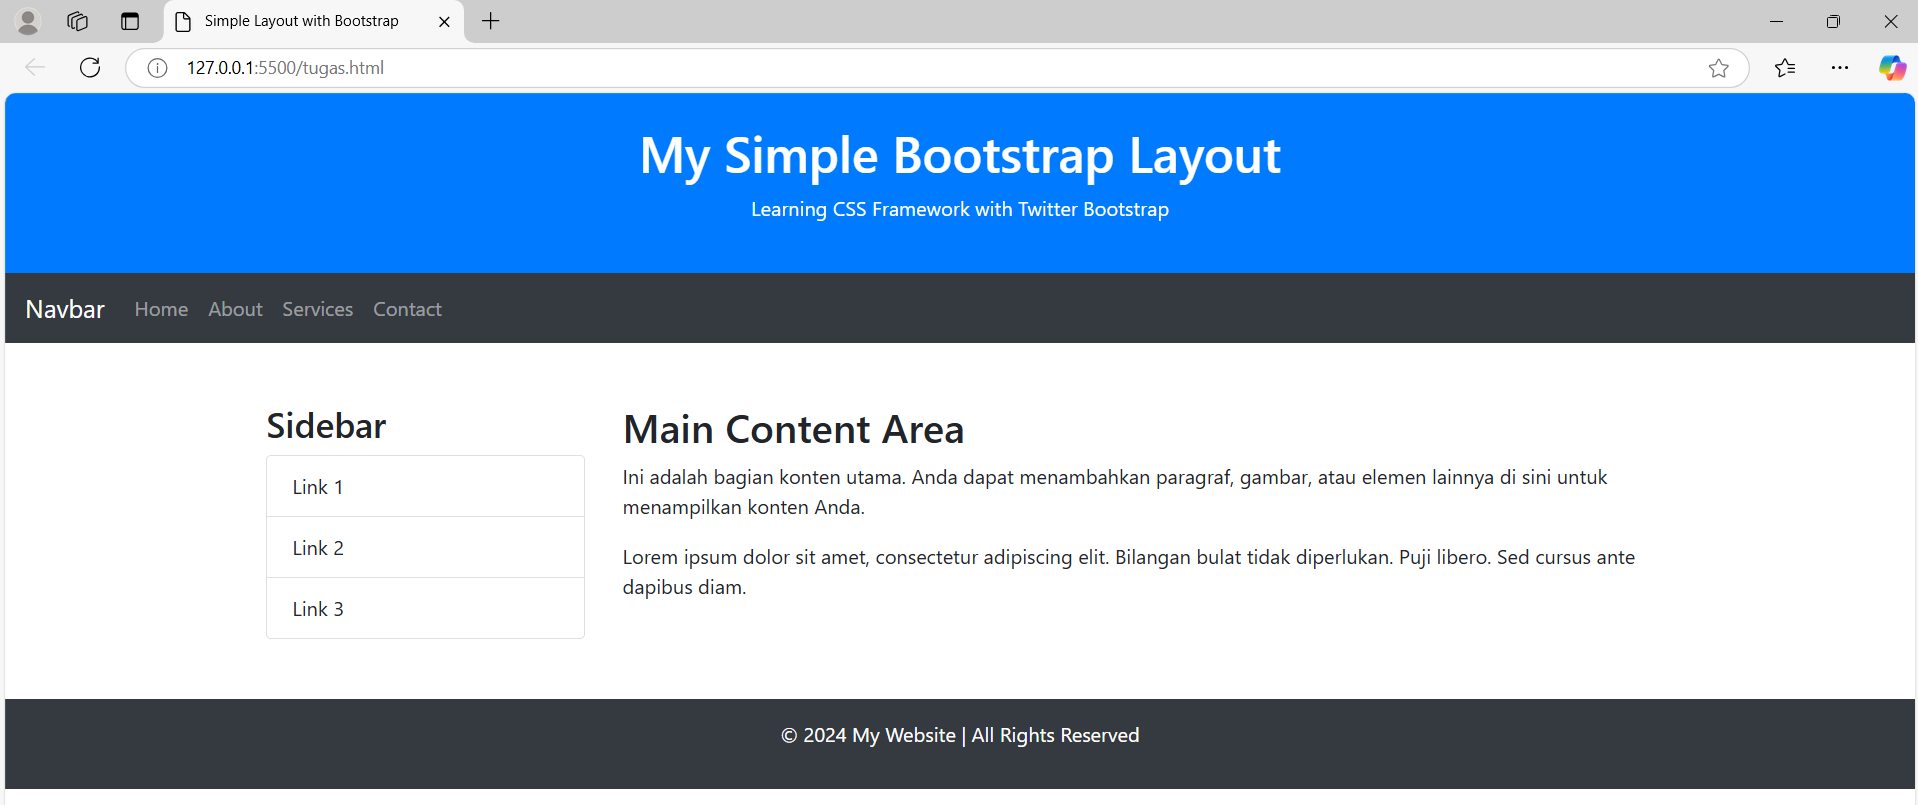 Simple Layout with Bootstrap
127.0.0.1:5500/tugas.html
My Simple Bootstrap Layout
Learning CSS Framework with Twitter Bootstrap
Navbar Home About Services Contact
Sidebar
Link 1
Link 2
Link 3
Main Content Area
Ini adalah bagian konten utama. Anda dapat menambahkan paragraf, gambar, atau elemen lainnya di sini untuk
menampilkan konten Anda.
Lorem ipsum dolor sit amet, consectetur adipiscing elit. Bilangan bulat tidak diperlukan. Puji libero. Sed cursus ante
dapibus diam.
© 2024 My Website | All Rights Reserved